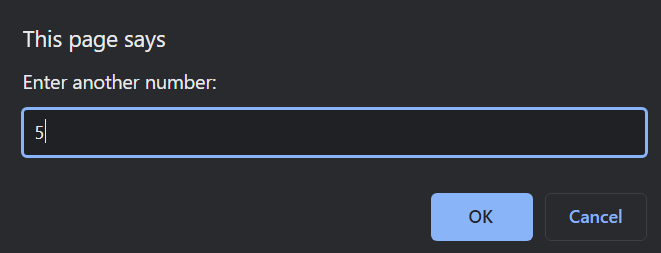 This page says
Enter another number:
5
OK
Cancel